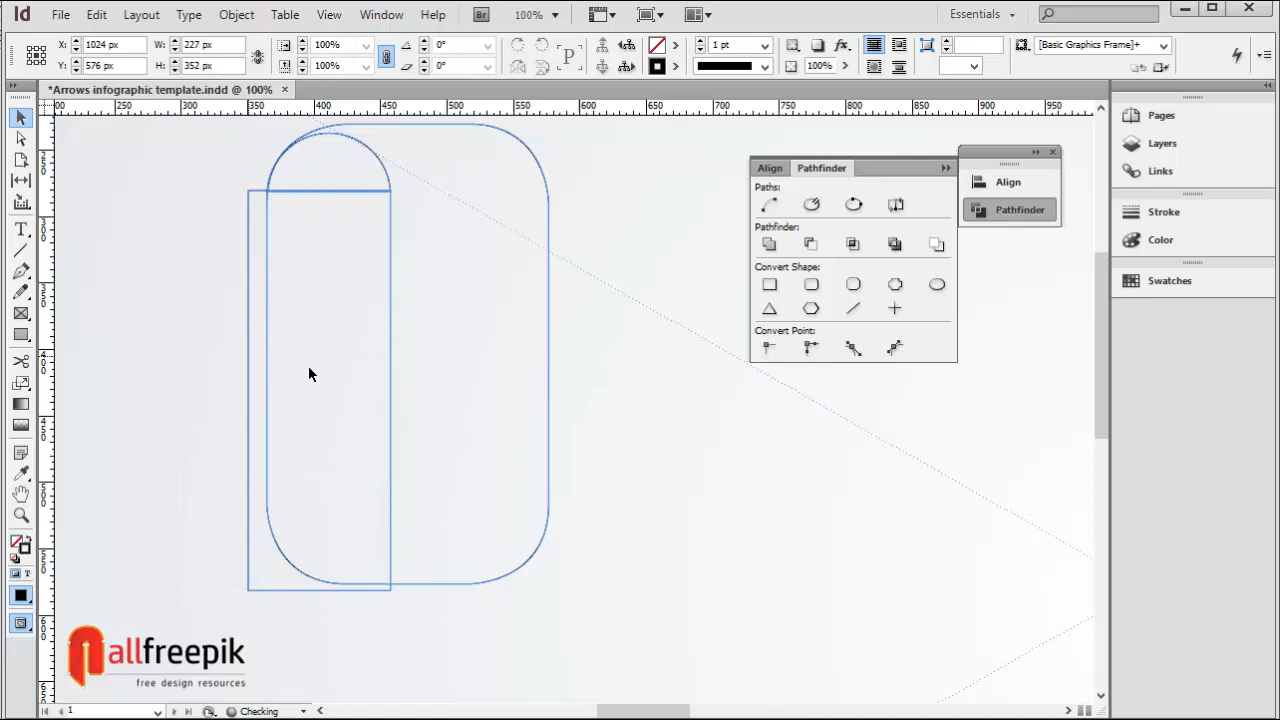 Id File Edit Layout Type Object Table View Window Help Br 100% Essentials
X: 1024 px W: 227 px 100% 100% 0° 0° P 1 pt fx [Basic Graphics Frame]+
Y: 576 px H: 352 px 100%
*Arrows infographic template.indd @ 100% ×
250 300 350 400 450 500 550 600 650 700 750 800 850 900 950
Pages
Layers
Links
Stroke
Color
Swatches
Align
Pathfinder
Align Pathfinder
Paths:
Pathfinder:
Convert Shape:
Convert Point:
allfreepik
free design resources
1 Checking